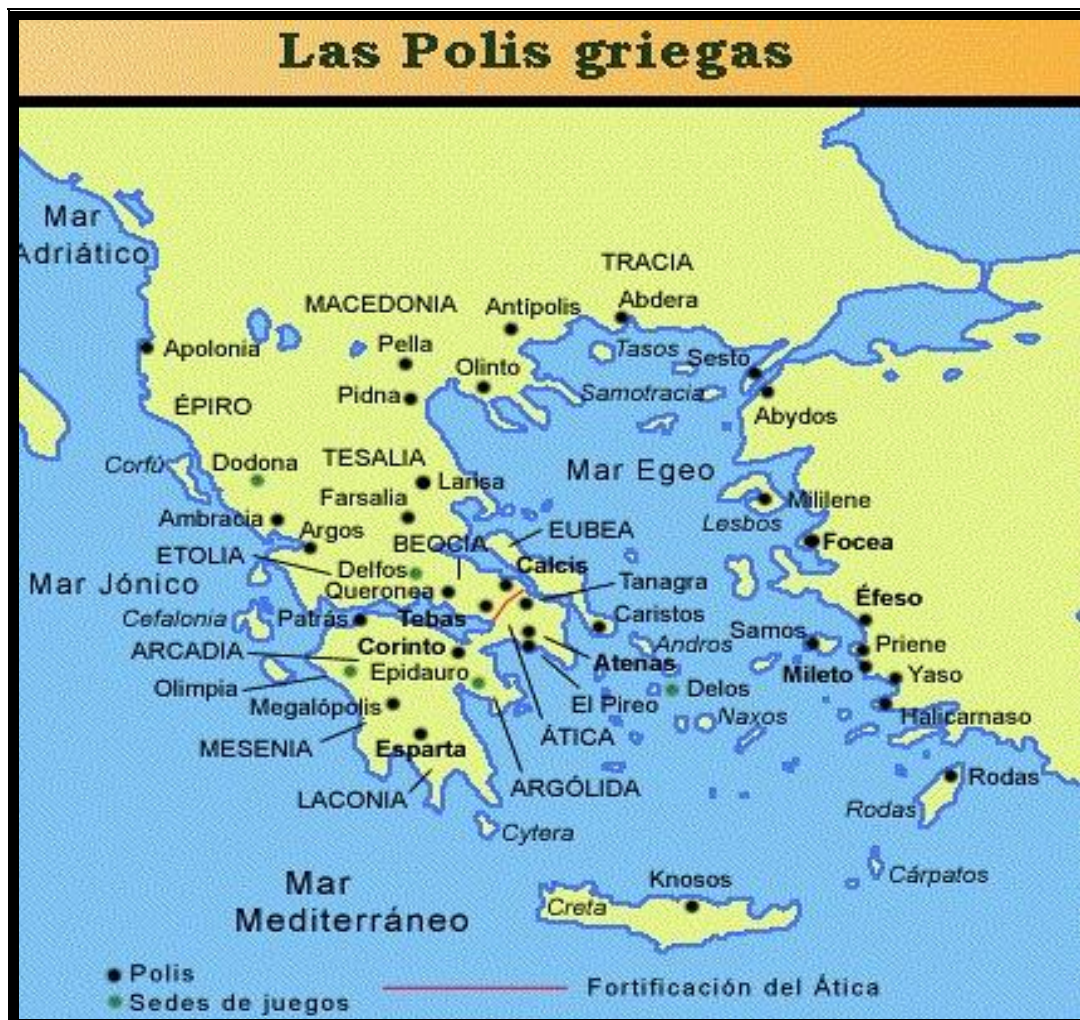 Las Polis griegas
Mar
Adriático
TRACIA
MACEDONIA
Antípolis
Abdera
Apolonia
Pella
Tasos
Sesto
Olinto
Pidna
Samotracia
ÉPIRO
Abydos
Corfú
Dodona
TESALIA
Mar Egeo
Larisa
Farsalia
Mililene
Lesbos
Ambracia
Argos
EUBEA
BEOCIA
Focea
ETOLIA
Delfos
Calcis
Tanagra
Mar Jónico
Queronea
Éfeso
Cefalonia
Patrás
Tebas
Caristos
Andros
Samos
Priene
ARCADIA
Corinto
Atenas
Mileto
Yaso
Olimpia
Epidauro
El Pireo
Delos
Megalópolis
Naxos
Halicarnaso
MESENIA
Esparta
ÁTICA
LACONIA
ARGÓLIDA
Rodas
Rodas
Cytera
Cárpatos
Mar
Mediterráneo
Knosos
Creta
Polis
Sedes de juegos
Fortificación del Ática